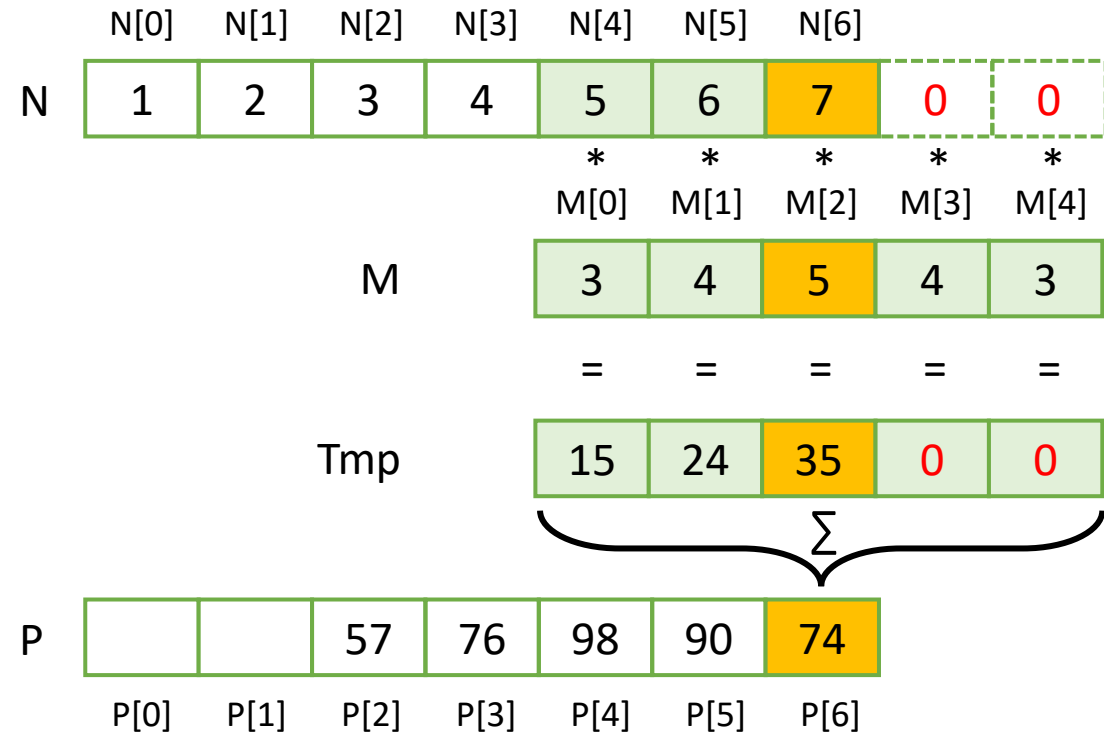 N[0] N[1] N[2] N[3] N[4] N[5] N[6]
N 1 2 3 4 5 6 7 0 0
* * * * *
M[0] M[1] M[2] M[3] M[4]
M 3 4 5 4 3
= = = = =
Tmp 15 24 35 0 0
∑
P 57 76 98 90 74
P[0] P[1] P[2] P[3] P[4] P[5] P[6]